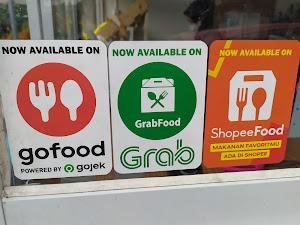 NOW AVAILABLE ON
gofood
POWERED BY gojek
NOW AVAILABLE ON
GrabFood
Grab
NOW AVAILABLE ON
ShopeeFood
MAKANAN FAVORITMU
ADA DI SHOPEE